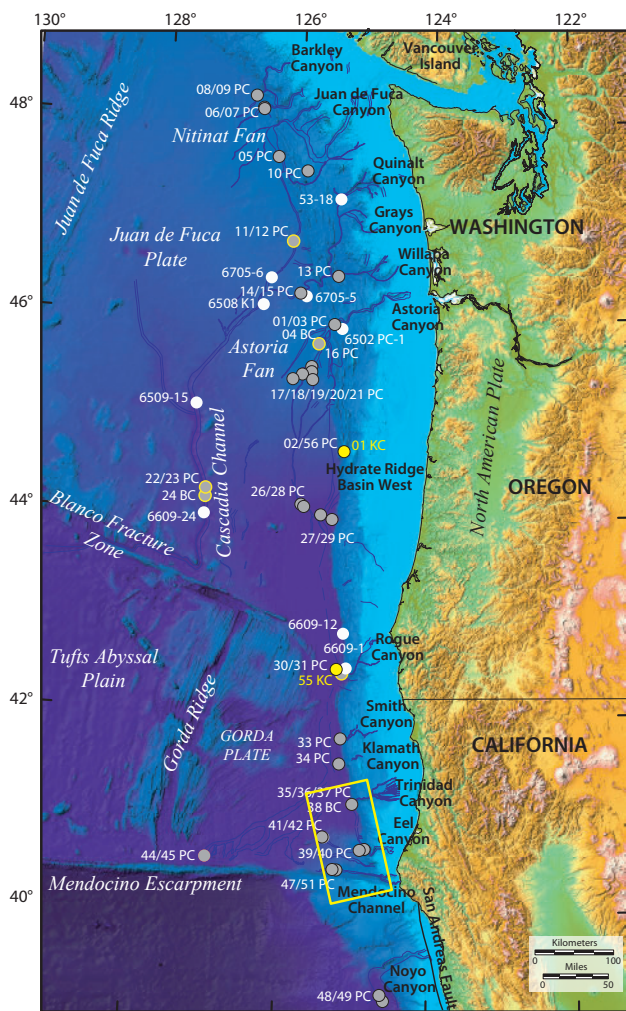 130°
128°
126°
124°
122°
Barkley
Canyon
Vancouver
Island
48°
08/09 PC
06/07 PC
Juan de Fuca
Canyon
Juan de Fuca Ridge
Nitinat Fan
05 PC
10 PC
Quinalt
Canyon
53-18
Grays
Canyon
WASHINGTON
11/12 PC
Juan de Fuca
Plate
Willapa
Canyon
6705-6
13 PC
14/15 PC
6705-5
46°
6508 K1
Astoria
Canyon
01/03 PC
04 BC
6502 PC-1
Astoria
Fan
16 PC
17/18/19/20/21 PC
6509-15
North American Plate
02/56 PC
01 KC
Hydrate Ridge
Basin West
22/23 PC
24 BC
26/28 PC
OREGON
44°
6609-24
Cascadia Channel
27/29 PC
Blanco Fracture
Zone
6609-12
6609-1
Rogue
Canyon
Tufts Abyssal
Plain
30/31 PC
55 KC
42°
Smith
Canyon
Gorda Ridge
GORDA
PLATE
33 PC
Klamath
Canyon
CALIFORNIA
34 PC
35/36/37 PC
Trinidad
Canyon
38 BC
41/42 PC
Eel
Canyon
44/45 PC
39/40 PC
40°
Mendocino Escarpment
47/51 PC
Mendocino
Channel
San Andreas Fault
Kilometers
0
100
Miles
0
50
Noyo
Canyon
48/49 PC